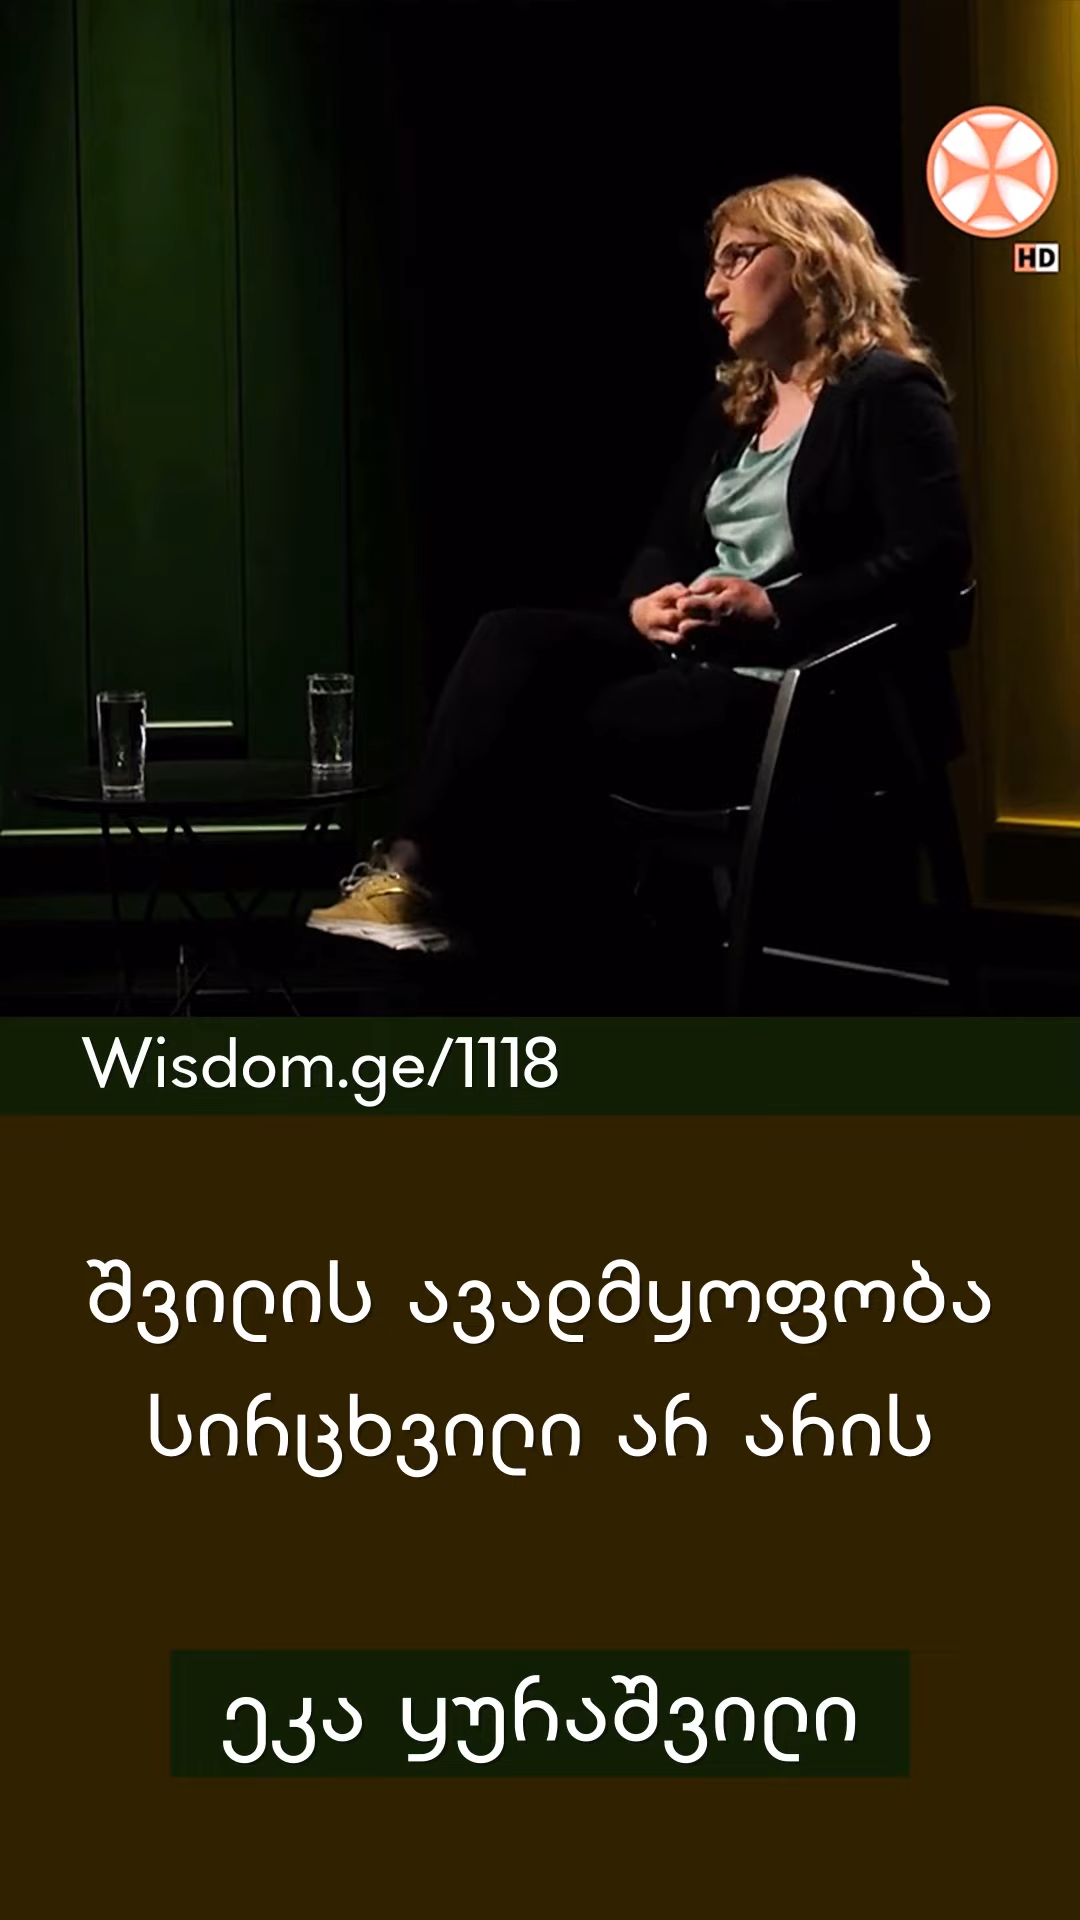 HD
Wisdom.ge/1118
შვილის ავადმყოფობა
სირცხვილი არ არის
ეკა ყურაშვილი